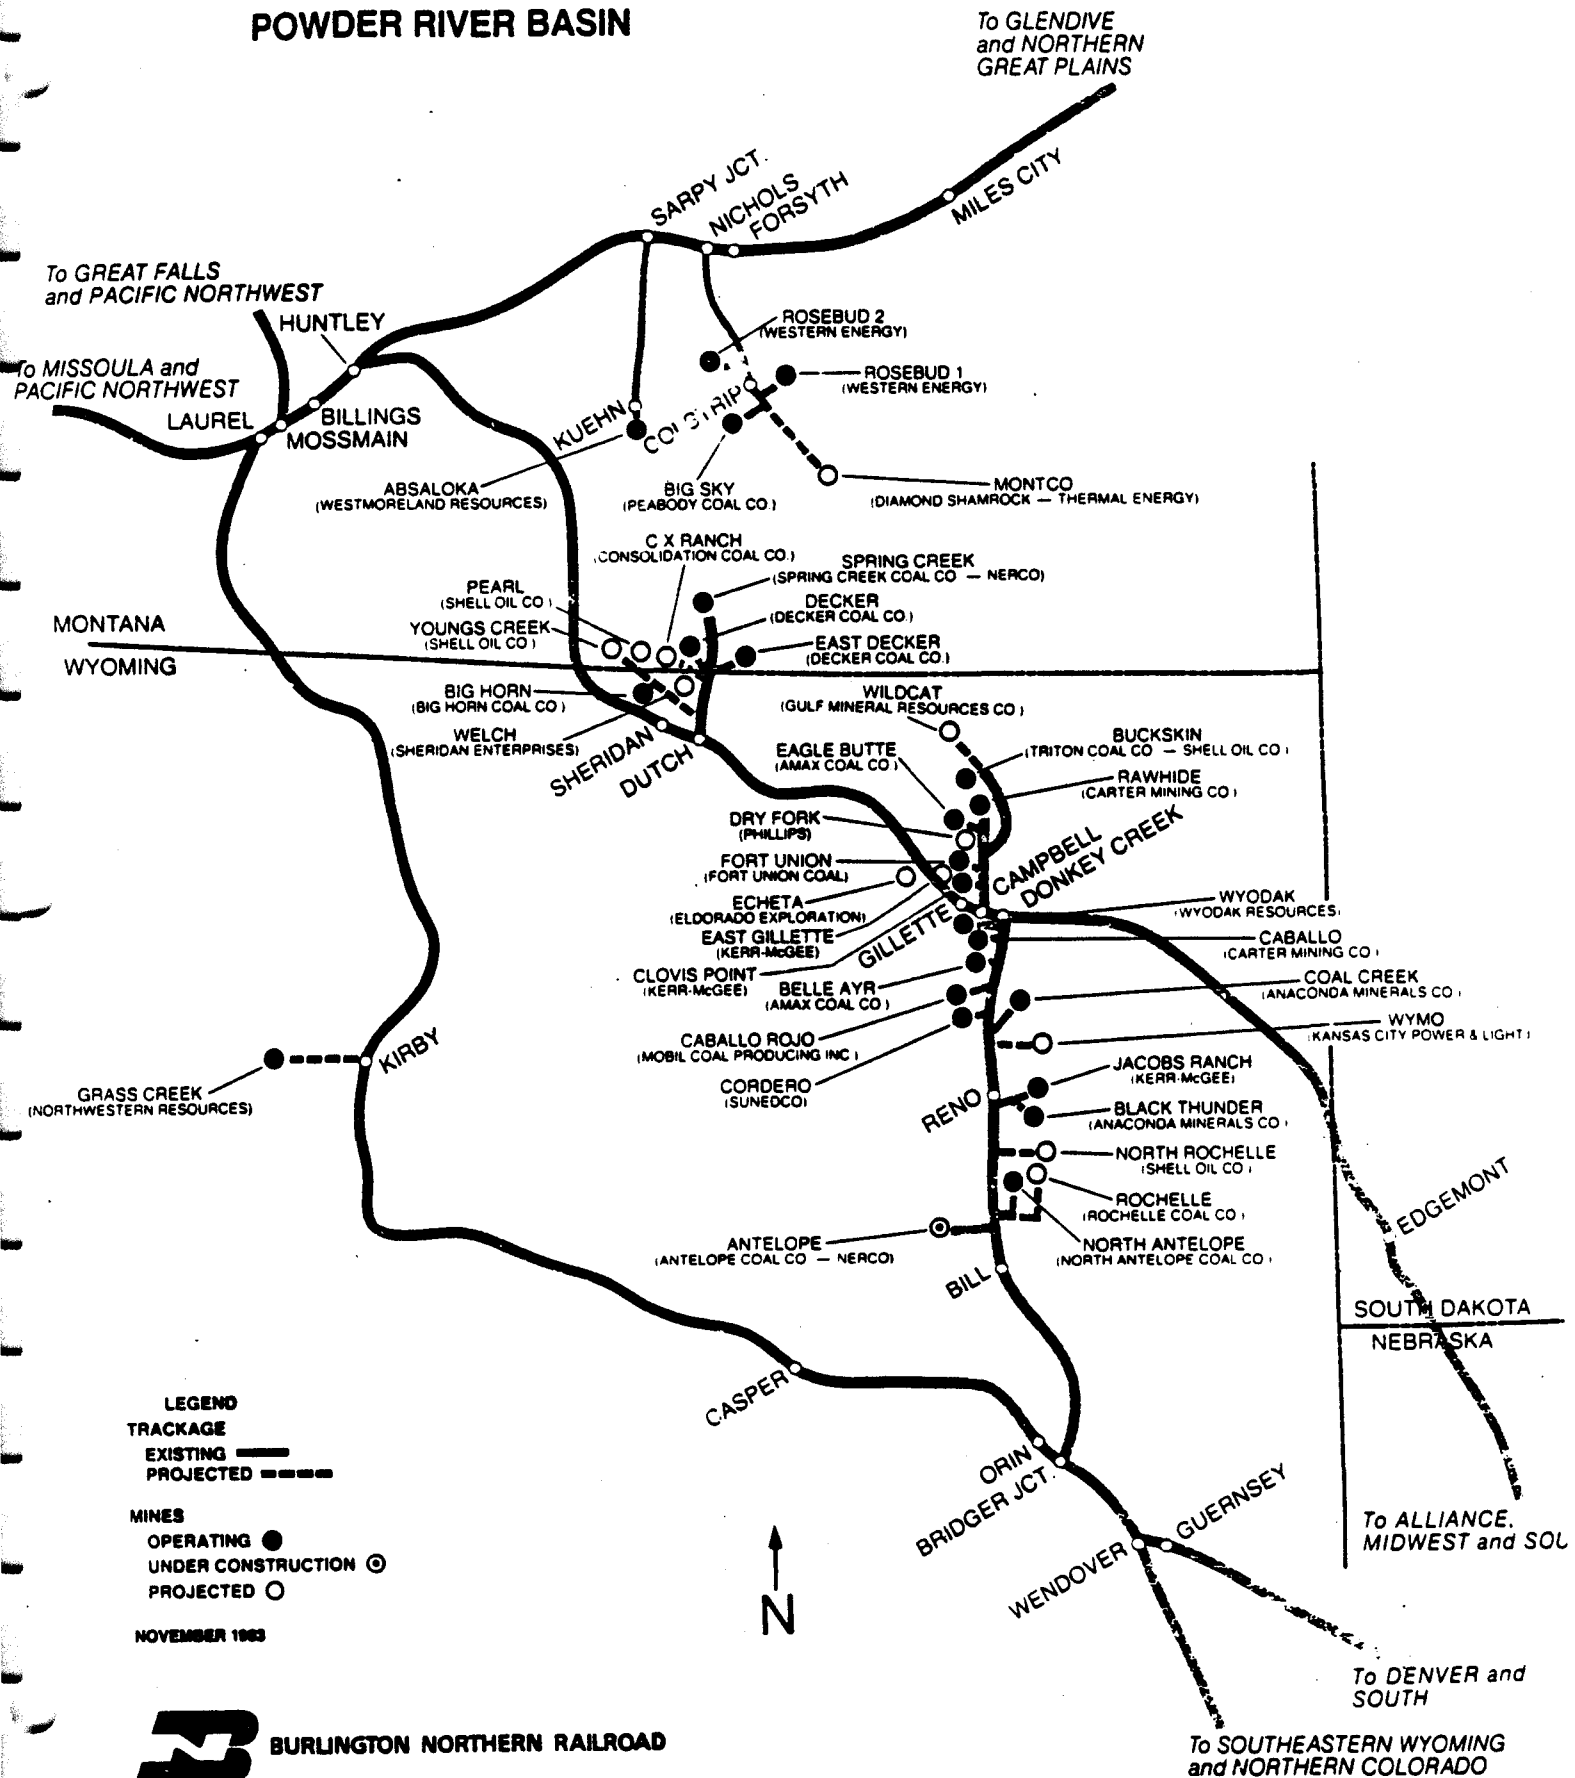 POWDER RIVER BASIN
To GLENDIVE
and NORTHERN
GREAT PLAINS
SARPY JCT.
NICHOLS
FORSYTH
MILES CITY
To GREAT FALLS
and PACIFIC NORTHWEST
HUNTLEY
To MISSOULA and
PACIFIC NORTHWEST
LAUREL
BILLINGS
MOSSMAIN
ROSEBUD 2
(WESTERN ENERGY)
ROSEBUD 1
(WESTERN ENERGY)
KUEHN
COLSTRIP
ABSALOKA
(WESTMORELAND RESOURCES)
BIG SKY
(PEABODY COAL CO.)
MONTCO
(DIAMOND SHAMROCK — THERMAL ENERGY)
C X RANCH
(CONSOLIDATION COAL CO.)
SPRING CREEK
(SPRING CREEK COAL CO — NERCO)
PEARL
(SHELL OIL CO.)
DECKER
(DECKER COAL CO.)
YOUNGS CREEK
(SHELL OIL CO.)
EAST DECKER
(DECKER COAL CO.)
MONTANA
WYOMING
BIG HORN
(BIG HORN COAL CO.)
WELCH
(SHERIDAN ENTERPRISES)
SHERIDAN
DUTCH
WILDCAT
(GULF MINERAL RESOURCES CO.)
EAGLE BUTTE
(AMAX COAL CO.)
BUCKSKIN
(TRITON COAL CO — SHELL OIL CO.)
RAWHIDE
(CARTER MINING CO.)
DRY FORK
(PHILLIPS)
FORT UNION
(FORT UNION COAL)
CAMPBELL
DONKEY CREEK
ECHETA
(ELDORADO EXPLORATION)
WYODAK
(WYODAK RESOURCES)
EAST GILLETTE
(KERR-McGEE)
GILLETTE
CABALLO
(CARTER MINING CO.)
CLOVIS POINT
(KERR-McGEE)
BELLE AYR
(AMAX COAL CO.)
COAL CREEK
(ANACONDA MINERALS CO.)
CABALLO ROJO
(MOBIL COAL PRODUCING INC.)
WYMO
(KANSAS CITY POWER & LIGHT)
CORDERO
(SUNEDCO)
JACOBS RANCH
(KERR-McGEE)
KIRBY
GRASS CREEK
(NORTHWESTERN RESOURCES)
RENO
BLACK THUNDER
(ANACONDA MINERALS CO.)
NORTH ROCHELLE
(SHELL OIL CO.)
ROCHELLE
(ROCHELLE COAL CO.)
ANTELOPE
(ANTELOPE COAL CO — NERCO)
NORTH ANTELOPE
(NORTH ANTELOPE COAL CO.)
EDGEMONT
BILL
SOUTH DAKOTA
NEBRASKA
CASPER
ORIN
BRIDGER JCT.
GUERNSEY
WENDOVER
To ALLIANCE,
MIDWEST and SOU
LEGEND
TRACKAGE
EXISTING
PROJECTED
MINES
OPERATING
UNDER CONSTRUCTION
PROJECTED
NOVEMBER 1983
N
To DENVER and
SOUTH
BURLINGTON NORTHERN RAILROAD
To SOUTHEASTERN WYOMING
and NORTHERN COLORADO